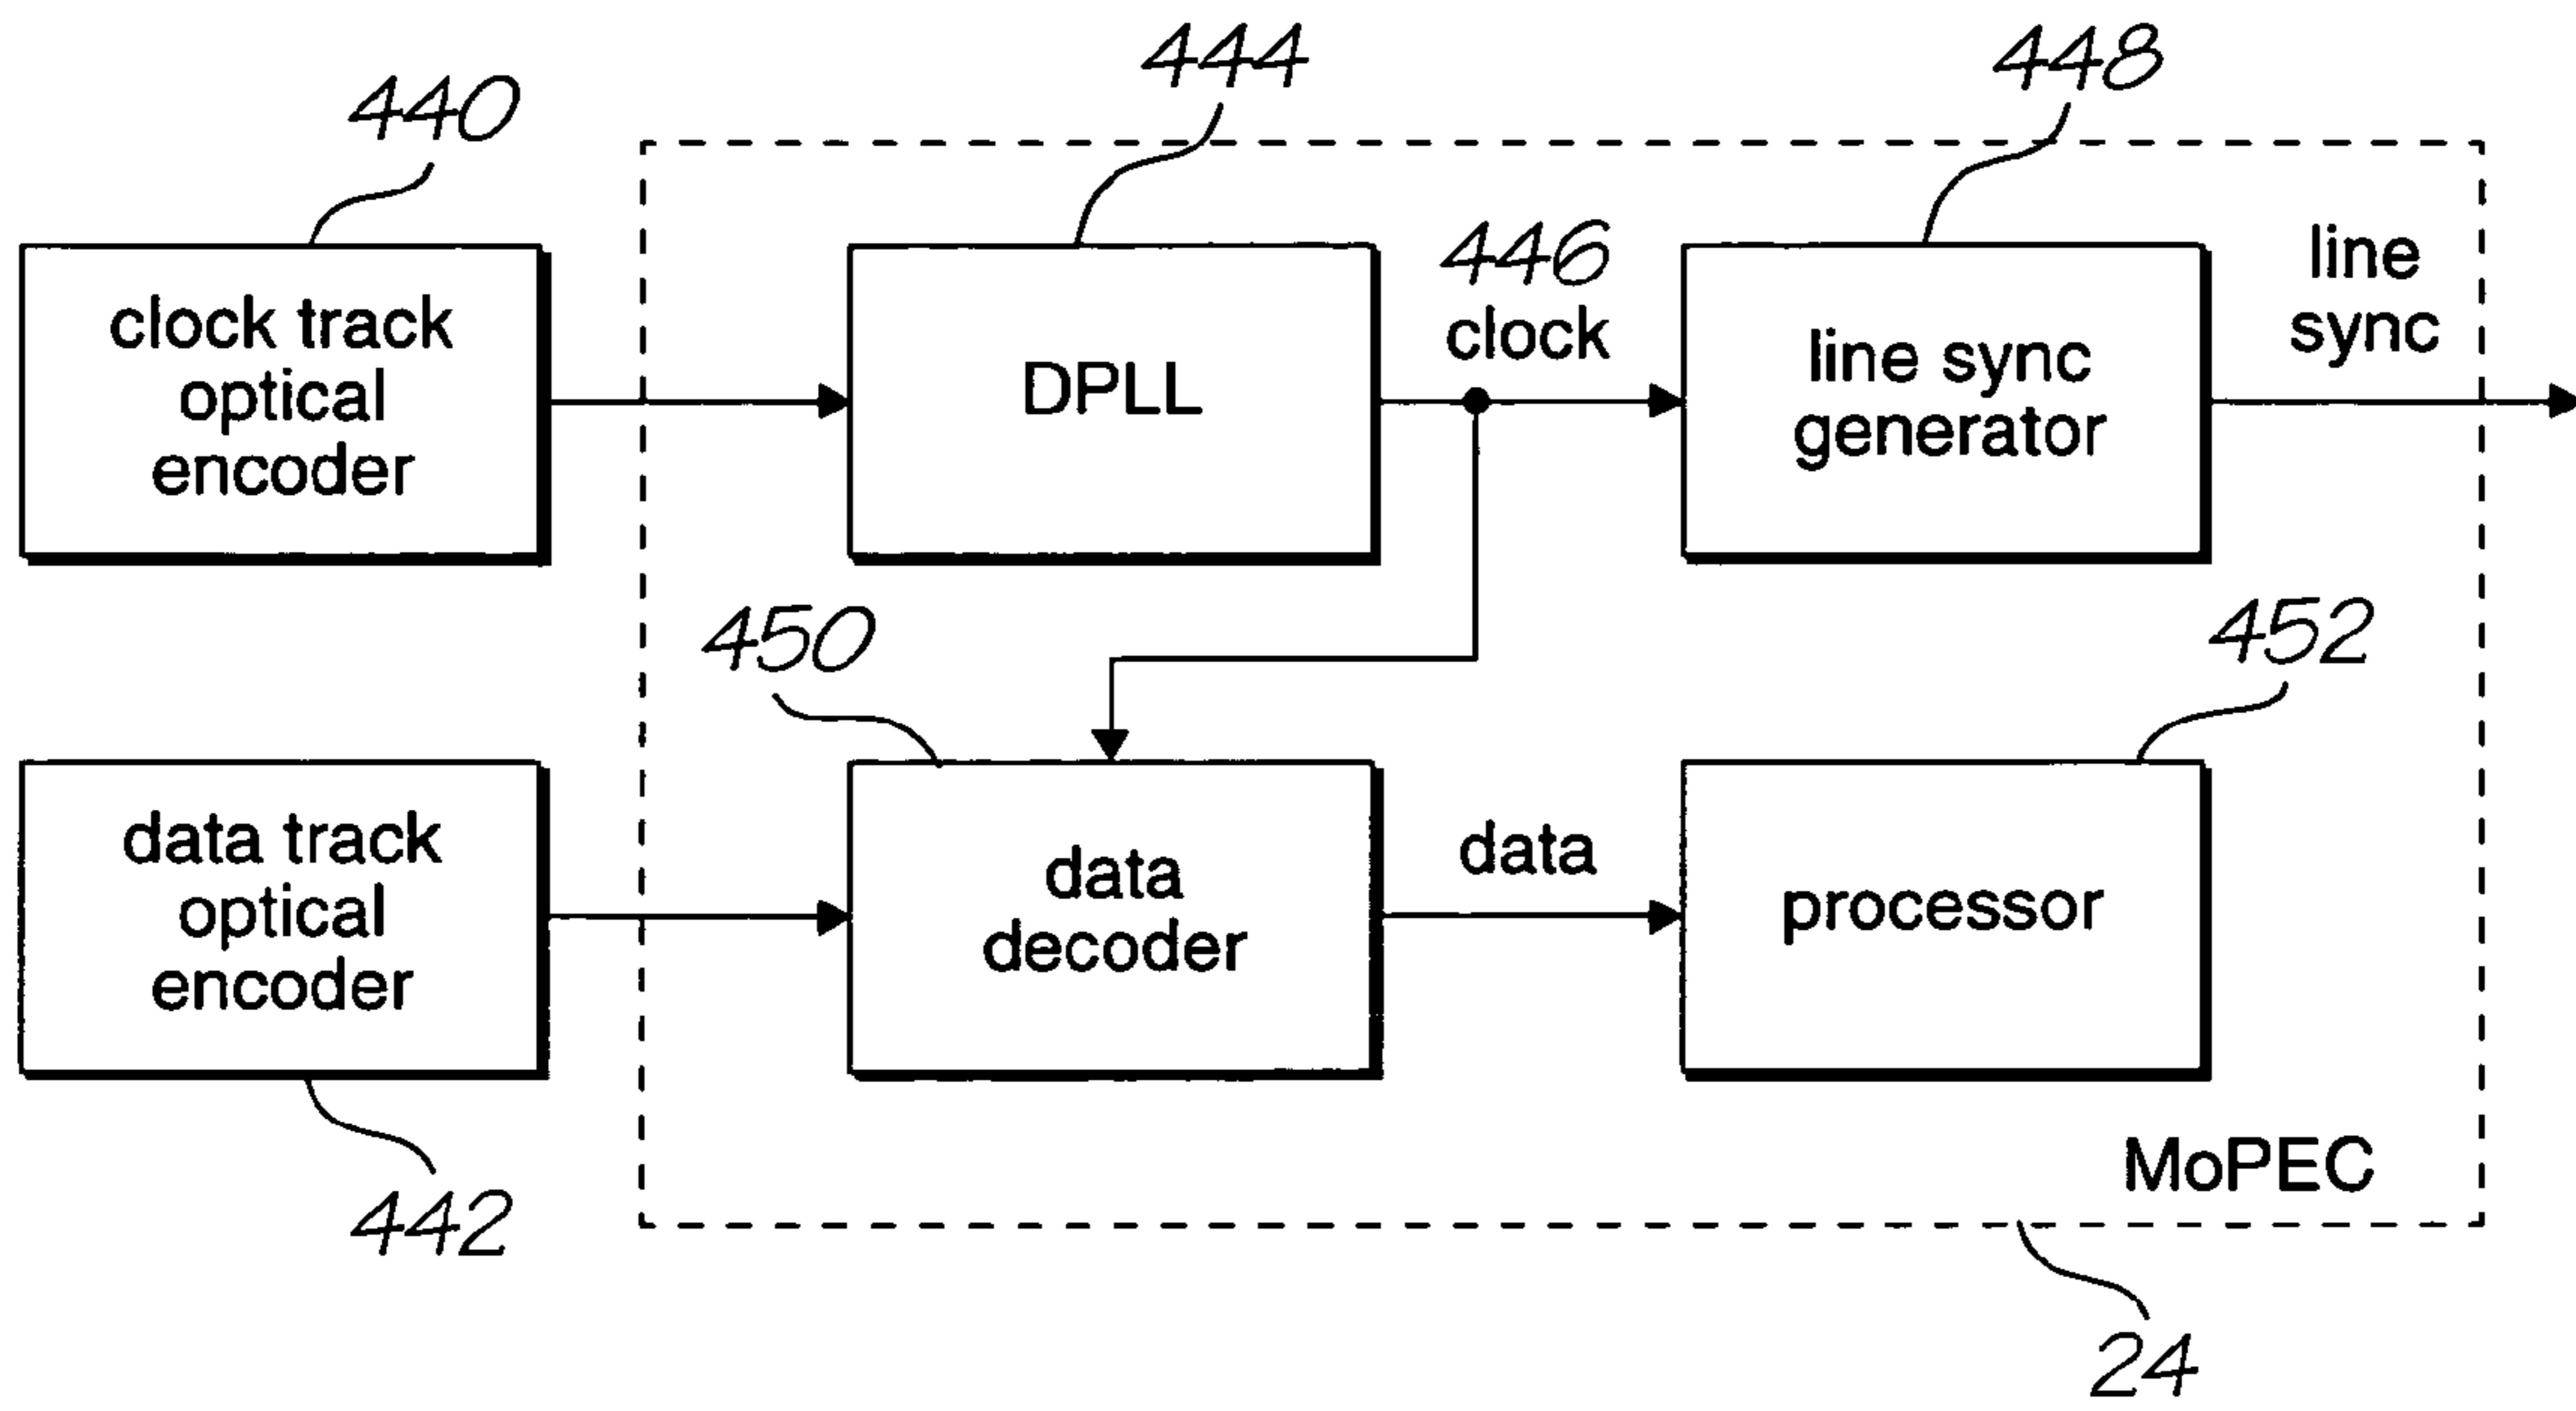 440
444
448
clock track
optical
encoder
DPLL
446
clock
line sync
generator
line
sync
450
452
data track
optical
encoder
data
decoder
data
processor
MoPEC
442
24